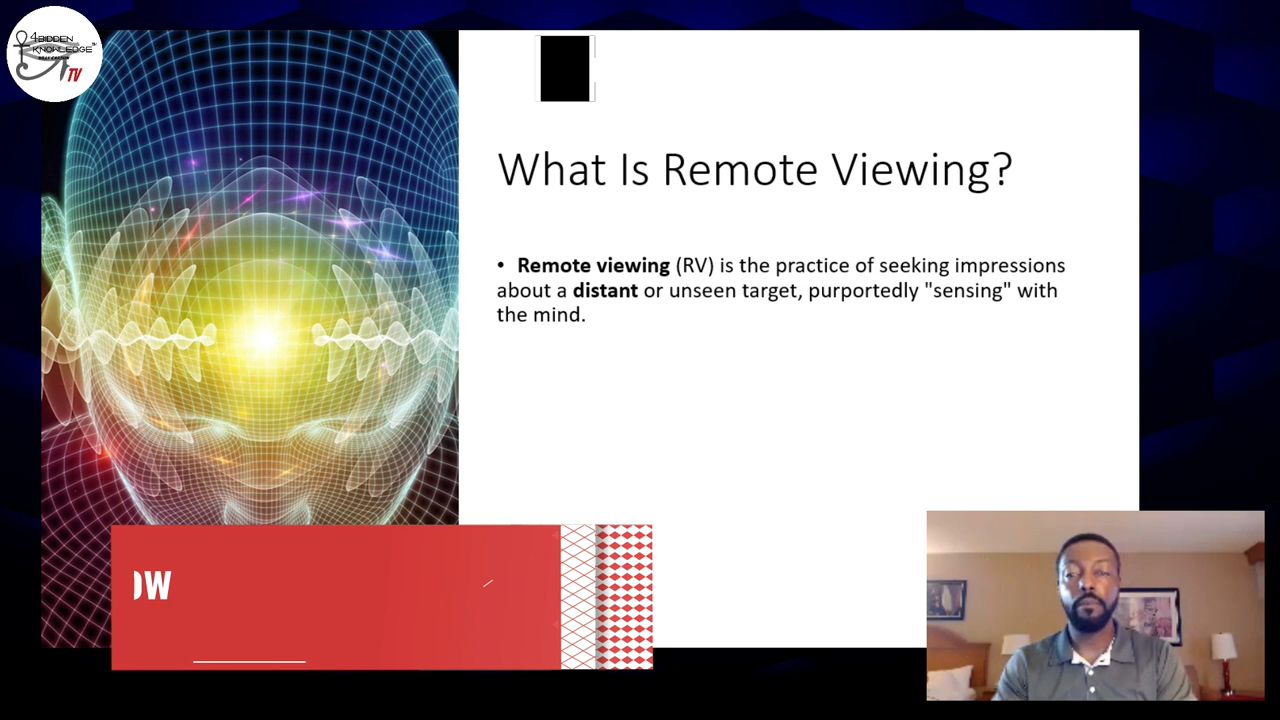 4BIDDEN
KNOWLEDGE
TV
What Is Remote Viewing?
• Remote viewing (RV) is the practice of seeking impressions
about a distant or unseen target, purportedly "sensing" with
the mind.
OW